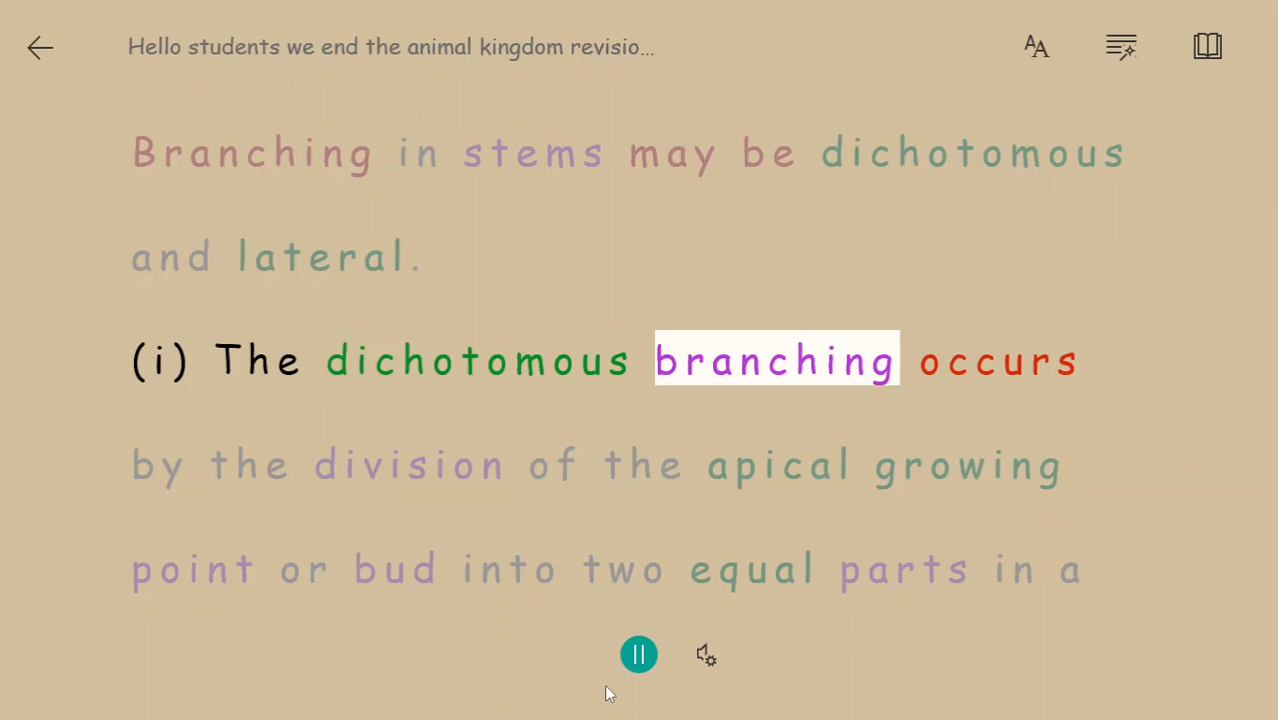 Hello students we end the animal kingdom revisio...
Branching in stems may be dichotomous
and lateral.
(i) The dichotomous branching occurs
by the division of the apical growing
point or bud into two equal parts in a